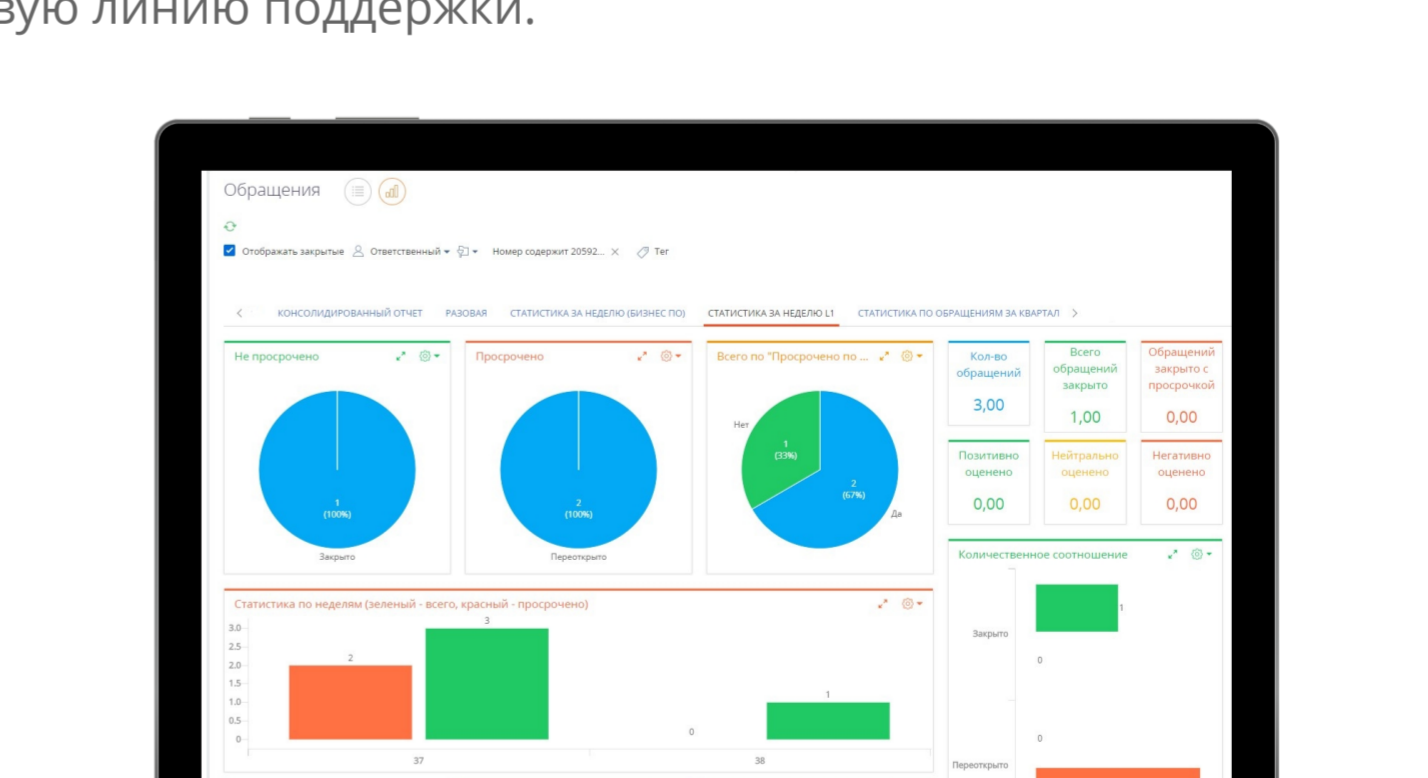 вую линию поддержки.
Обращения
Отображать закрытые Ответственный Номер содержит 20592... × Тег
< КОНСОЛИДИРОВАННЫЙ ОТЧЕТ РАЗОВАЯ СТАТИСТИКА ЗА НЕДЕЛЮ (БИЗНЕС ПО) СТАТИСТИКА ЗА НЕДЕЛЮ L1 СТАТИСТИКА ПО ОБРАЩЕНИЯМ ЗА КВАРТАЛ >
Не просрочено
1
(100%)
Закрыто
Просрочено
2
(100%)
Переоткрыто
Всего по "Просрочено по ...
Нет
1
(33%)
2
(67%)
Да
Кол-во
обращений
3,00
Всего
обращений
закрыто
1,00
Обращений
закрыто с
просрочкой
0,00
Позитивно
оценено
0,00
Нейтрально
оценено
0,00
Негативно
оценено
0,00
Статистика по неделям (зеленый - всего, красный - просрочено)
3.0
2.5
2.0
1.5
1.0
0.5
0
2
3
0
1
37
38
Количественное соотношение
Закрыто
1
0
0
Переоткрыто